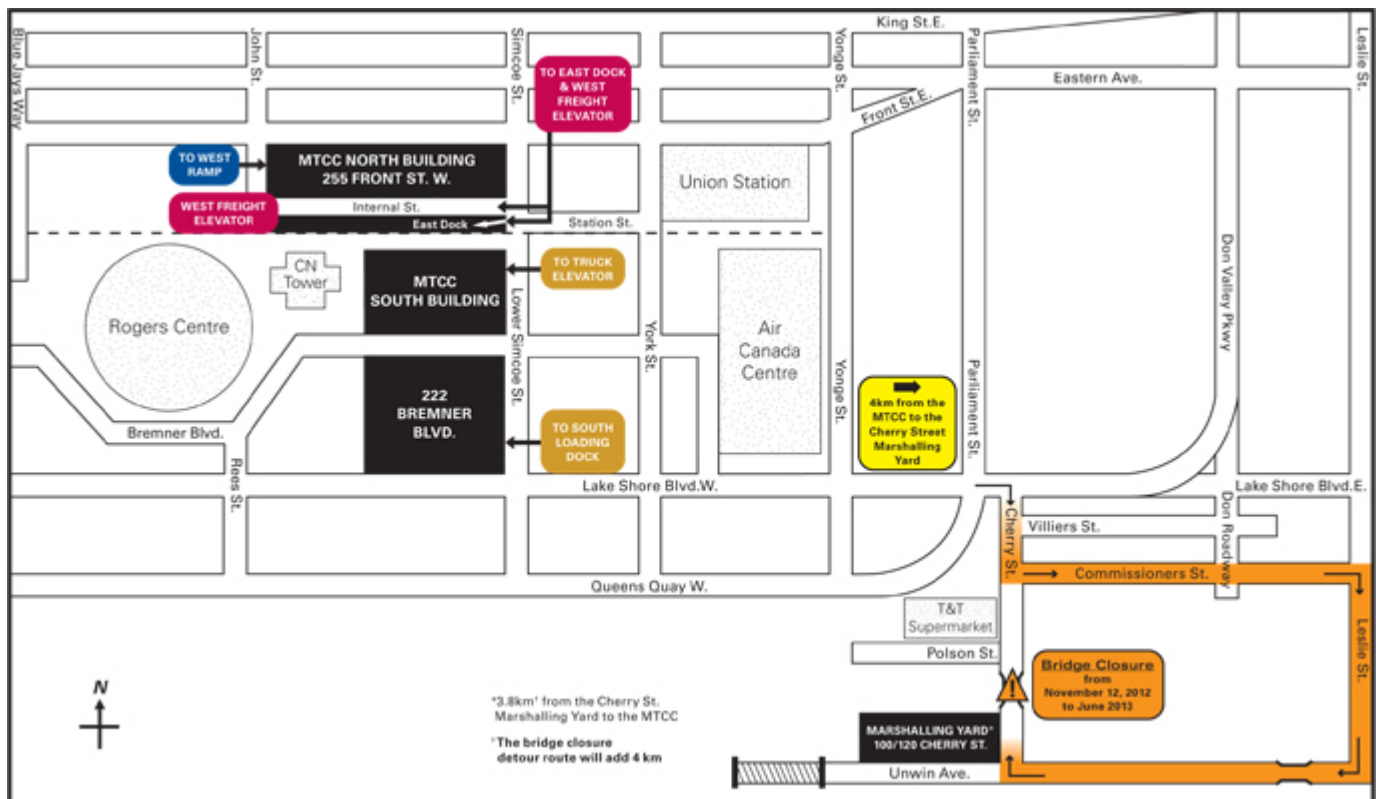 King St.E.
Blue Jays Way
John St.
Simcoe St.
Yonge St.
Parliament St.
Leslie St.
TO EAST DOCK
& WEST
FREIGHT
ELEVATOR
Eastern Ave.
Front St.E.
TO WEST
RAMP
MTCC NORTH BUILDING
255 FRONT ST. W.
Union Station
WEST FREIGHT
ELEVATOR
Internal St.
East Dock
Station St.
CN
Tower
MTCC
SOUTH BUILDING
TO TRUCK
ELEVATOR
Don Valley Pkwy
Rogers Centre
Lower Simcoe St.
York St.
Air
Canada
Centre
Yonge St.
Parliament St.
4km from the
MTCC to the
Cherry Street
Marshalling
Yard
222
BREMNER
BLVD.
TO SOUTH
LOADING
DOCK
Bremner Blvd.
Rees St.
Lake Shore Blvd.W.
Lake Shore Blvd.E.
Cherry St.
Villiers St.
Don Roadway
Commissioners St.
Queens Quay W.
T&T
Supermarket
Polson St.
Leslie St.
Bridge Closure
from
November 12, 2012
to June 2013
!
N
*3.8km† from the Cherry St.
Marshalling Yard to the MTCC
† The bridge closure
detour route will add 4 km
MARSHALLING YARD*
100/120 CHERRY ST.
Unwin Ave.